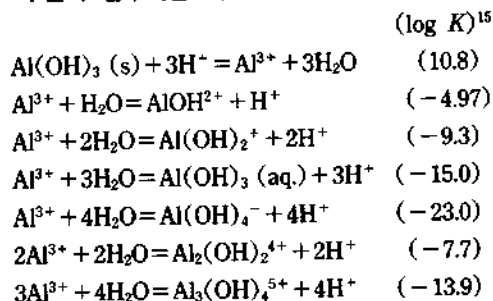 (log K)¹⁵
Al(OH)₃ (s)+3H⁺=Al³⁺+3H₂O (10.8)
Al³⁺+H₂O=AlOH²⁺+H⁺ (−4.97)
Al³⁺+2H₂O=Al(OH)₂⁺+2H⁺ (−9.3)
Al³⁺+3H₂O=Al(OH)₃ (aq.)+3H⁺ (−15.0)
Al³⁺+4H₂O=Al(OH)₄⁻+4H⁺ (−23.0)
2Al³⁺+2H₂O=Al₂(OH)₂⁴⁺+2H⁺ (−7.7)
3Al³⁺+4H₂O=Al₃(OH)₄⁵⁺+4H⁺ (−13.9)